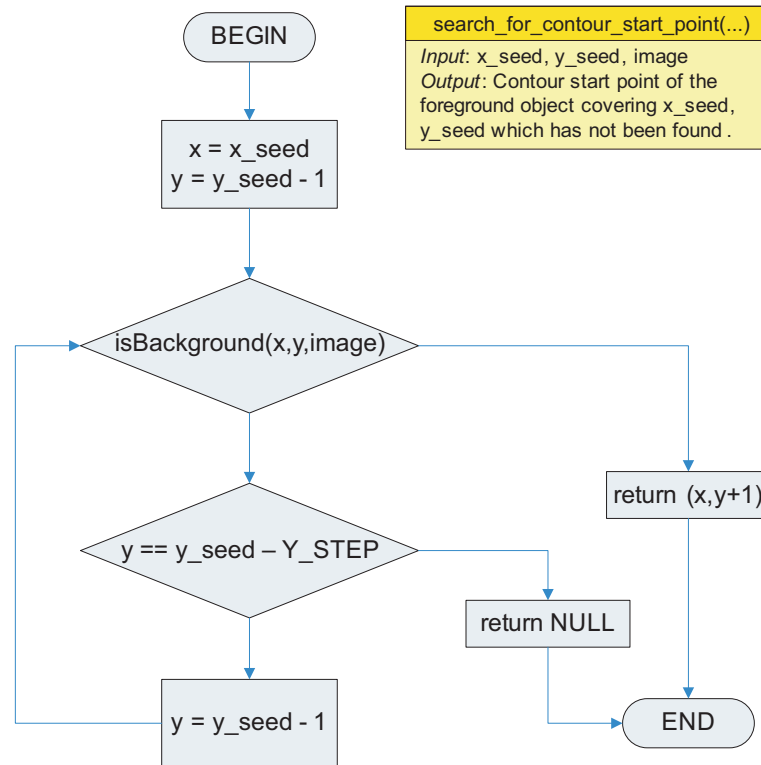 BEGIN
search_for_contour_start_point(...)
Input: x_seed, y_seed, image
Output: Contour start point of the
foreground object covering x_seed,
y_seed which has not been found .
x = x_seed
y = y_seed - 1
isBackground(x,y,image)
return (x,y+1)
y == y_seed – Y_STEP
return NULL
y = y_seed - 1
END